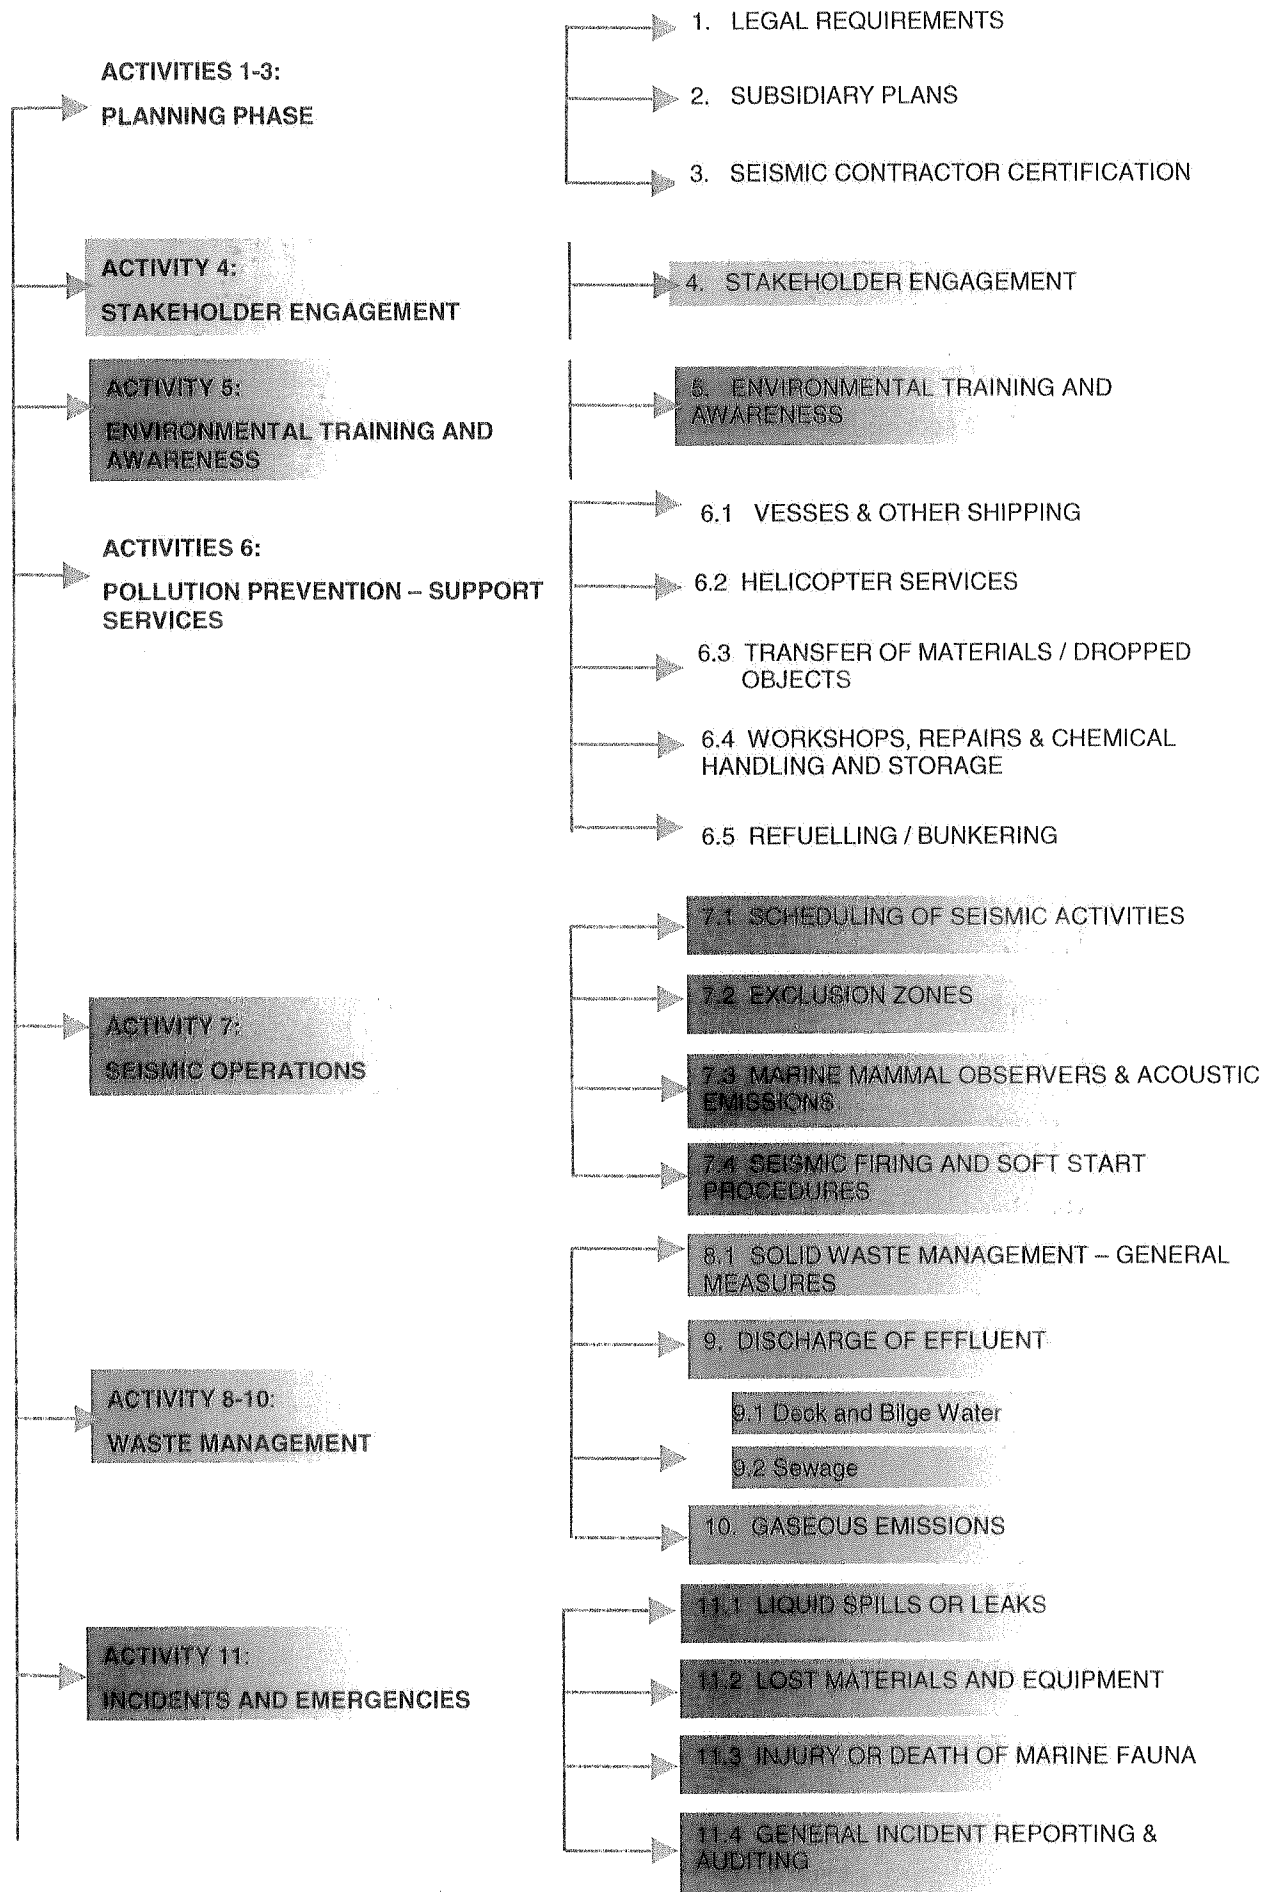 1. LEGAL REQUIREMENTS
ACTIVITIES 1-3:
PLANNING PHASE
2. SUBSIDIARY PLANS
3. SEISMIC CONTRACTOR CERTIFICATION
ACTIVITY 4:
STAKEHOLDER ENGAGEMENT
4. STAKEHOLDER ENGAGEMENT
ACTIVITY 5:
ENVIRONMENTAL TRAINING AND
AWARENESS
5. ENVIRONMENTAL TRAINING AND
AWARENESS
ACTIVITIES 6:
POLLUTION PREVENTION – SUPPORT
SERVICES
6.1 VESSES & OTHER SHIPPING
6.2 HELICOPTER SERVICES
6.3 TRANSFER OF MATERIALS / DROPPED
OBJECTS
6.4 WORKSHOPS, REPAIRS & CHEMICAL
HANDLING AND STORAGE
6.5 REFUELLING / BUNKERING
ACTIVITY 7:
SEISMIC OPERATIONS
7.1 SCHEDULING OF SEISMIC ACTIVITIES
7.2 EXCLUSION ZONES
7.3 MARINE MAMMAL OBSERVERS & ACOUSTIC
EMISSIONS
7.4 SEISMIC FIRING AND SOFT START
PROCEDURES
ACTIVITY 8-10:
WASTE MANAGEMENT
8.1 SOLID WASTE MANAGEMENT – GENERAL
MEASURES
9. DISCHARGE OF EFFLUENT
9.1 Deck and Bilge Water
9.2 Sewage
10. GASEOUS EMISSIONS
ACTIVITY 11:
INCIDENTS AND EMERGENCIES
11.1 LIQUID SPILLS OR LEAKS
11.2 LOST MATERIALS AND EQUIPMENT
11.3 INJURY OR DEATH OF MARINE FAUNA
11.4 GENERAL INCIDENT REPORTING &
AUDITING